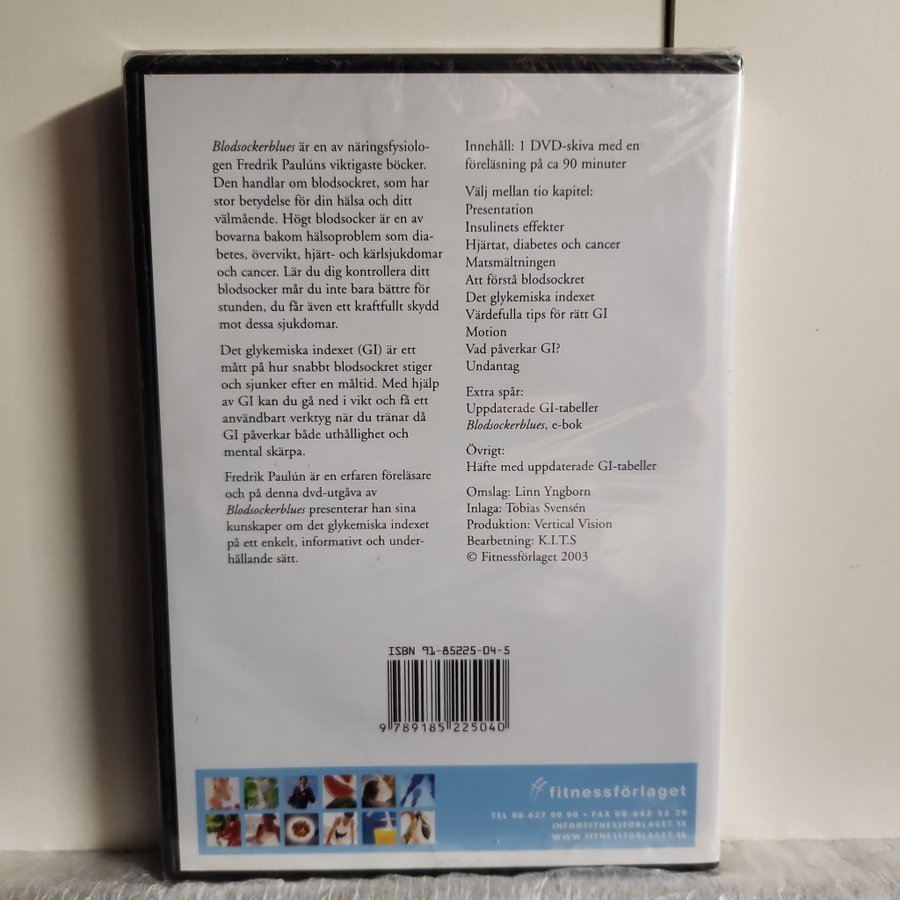 Blodsockerblues är en av näringsfysiolo-
gen Fredrik Paulúns viktigaste böcker.
Den handlar om blodsockret, som har
stor betydelse för din hälsa och ditt
välmående. Högt blodsocker är en av
bovarna bakom hälsoproblem som dia-
betes, övervikt, hjärt- och kärlsjukdomar
och cancer. Lär du dig kontrollera ditt
blodsocker mår du inte bara bättre för
stunden, du får även ett kraftfullt skydd
mot dessa sjukdomar.
Det glykemiska indexet (GI) är ett
mått på hur snabbt blodsockret stiger
och sjunker efter en måltid. Med hjälp
av GI kan du gå ned i vikt och få ett
användbart verktyg när du tränar då
GI påverkar både uthållighet och
mental skärpa.
Fredrik Paulún är en erfaren föreläsare
och på denna dvd-utgåva av
Blodsockerblues presenterar han sina
kunskaper om det glykemiska indexet
på ett enkelt, informativt och under-
hållande sätt.
Innehåll: 1 DVD-skiva med en
föreläsning på ca 90 minuter
Välj mellan tio kapitel:
Presentation
Insulinets effekter
Hjärtat, diabetes och cancer
Matsmältningen
Att förstå blodsockret
Det glykemiska indexet
Värdefulla tips för rätt GI
Motion
Vad påverkar GI?
Undantag
Extra spår:
Uppdaterade GI-tabeller
Blodsockerblues, e-bok
Övrigt:
Häfte med uppdaterade GI-tabeller
Omslag: Linn Yngborn
Inlaga: Tobias Svensén
Produktion: Vertical Vision
Bearbetning: K.I.T.S
© Fitnessförlaget 2003
ISBN 91-85225-04-5
9 789185 225040
ff fitnessförlaget
TEL 08 627 00 00 • FAX 08 642 35 20
INFO@FITNESSFORLAGET.SE
WWW.FITNESSFORLAGET.SE